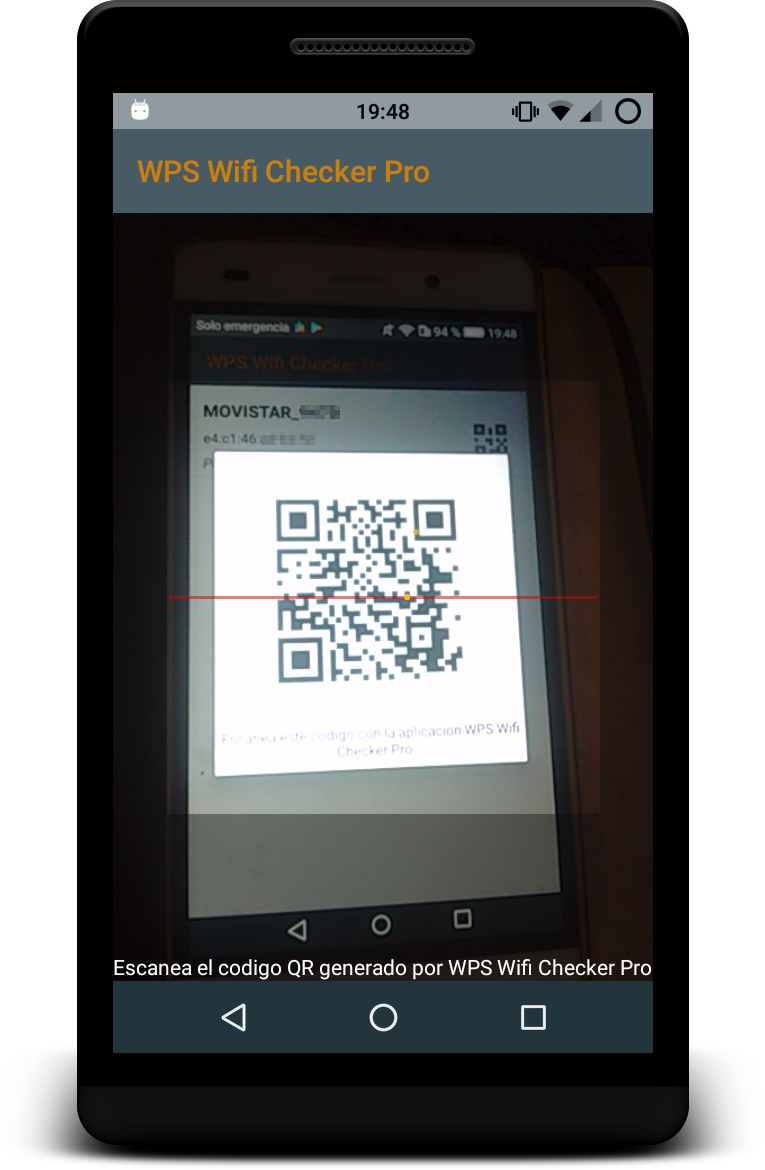 19:48
WPS Wifi Checker Pro
Solo emergencia 94 % 19:48
WPS Wifi Checker Pro
MOVISTAR_
e4:c1:46:
Escanea este codigo con la aplicacion WPS Wifi
Checker Pro
Escanea el codigo QR generado por WPS Wifi Checker Pro